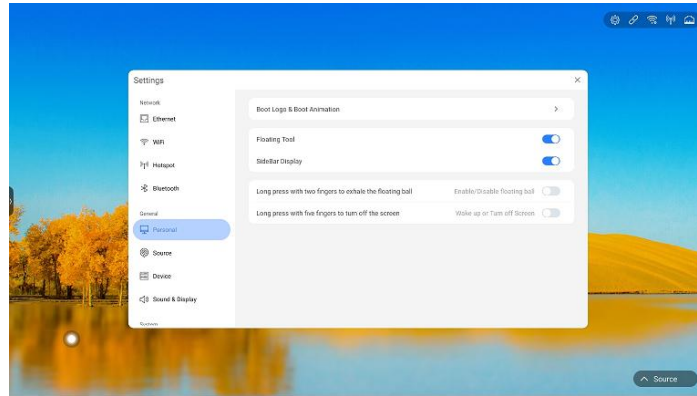 Settings
Network
Ethernet
WiFi
Hotspot
Bluetooth
General
Personal
Source
Device
Sound & Display
System
Boot Logo & Boot Animation
Floating Tool
SideBar Display
Long press with two fingers to exhale the floating ball
Enable/Disable floating ball
Long press with five fingers to turn off the screen
Wake up or Turn off Screen
Source